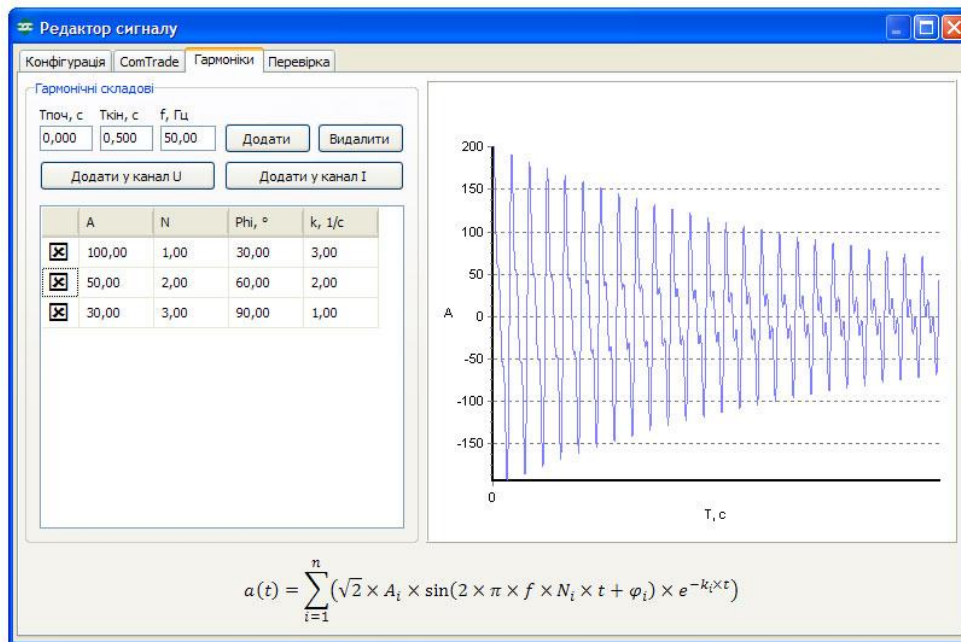 Редактор сигналу
Конфігурація ComTrade Гармоніки Перевірка
Гармонічні складові
Tпоч, с Tкін, с f, Гц
0,000 0,500 50,00 Додати Видалити
Додати у канал U Додати у канал I
A N Phi, ° k, 1/c
100,00 1,00 30,00 3,00
50,00 2,00 60,00 2,00
30,00 3,00 90,00 1,00
200
150
100
50
A 0
-50
-100
-150
0
T, с
a(t) = ∑_{i=1}^{n} (√2 × A_i × sin(2 × π × f × N_i × t + φ_i) × e^{-k_i×t})